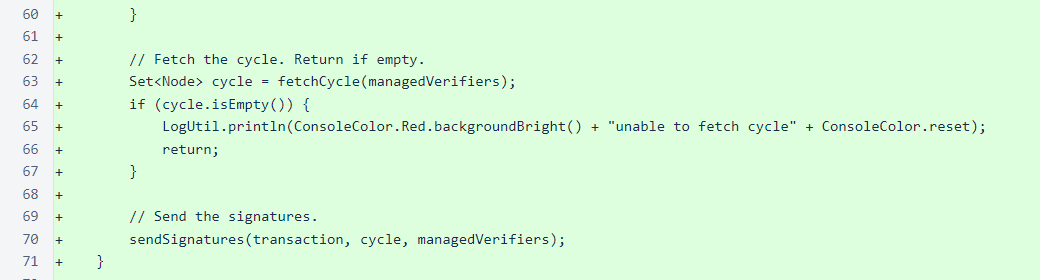 60 +         }
61 +
62 +         // Fetch the cycle. Return if empty.
63 +         Set<Node> cycle = fetchCycle(managedVerifiers);
64 +         if (cycle.isEmpty()) {
65 +             LogUtil.println(ConsoleColor.Red.backgroundBright() + "unable to fetch cycle" + ConsoleColor.reset);
66 +             return;
67 +         }
68 +
69 +         // Send the signatures.
70 +         sendSignatures(transaction, cycle, managedVerifiers);
71 +     }